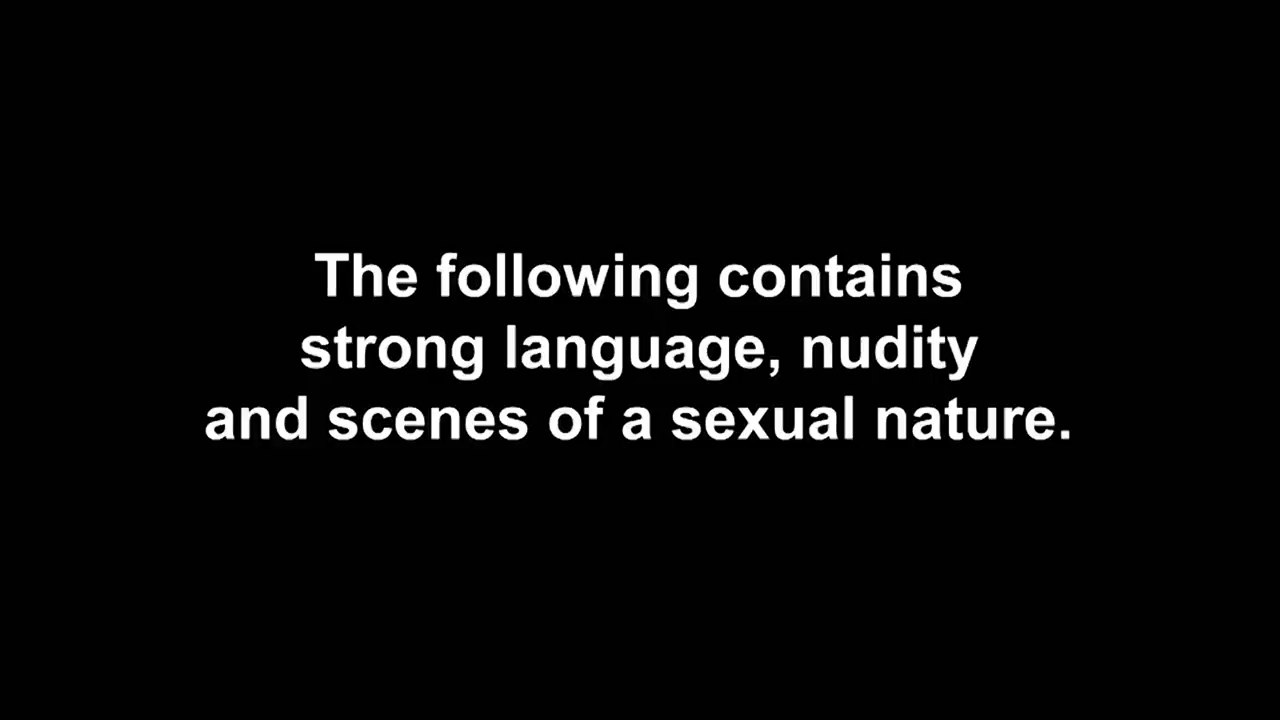 The following contains
strong language, nudity
and scenes of a sexual nature.